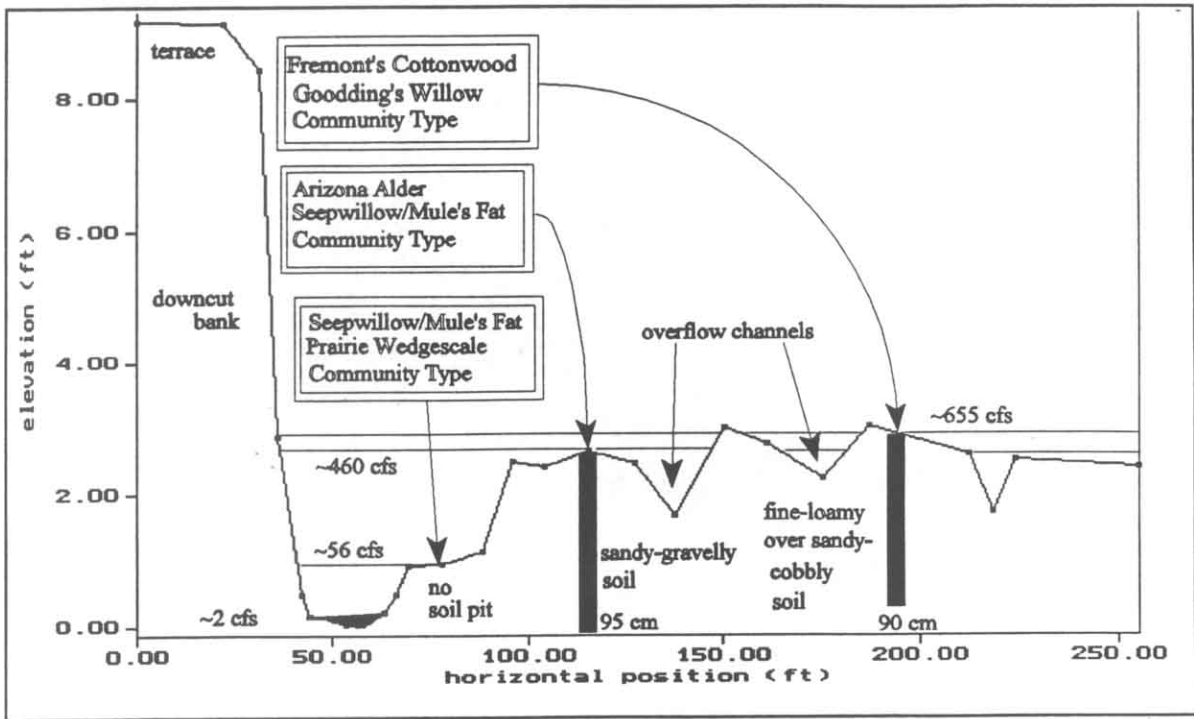 terrace
Fremont's Cottonwood
Goodding's Willow
Community Type
Arizona Alder
Seepwillow/Mule's Fat
Community Type
Seepwillow/Mule's Fat
Prairie Wedgescale
Community Type
downcut
bank
overflow channels
~655 cfs
~460 cfs
~56 cfs
~2 cfs
no
soil pit
sandy-gravelly
soil
95 cm
fine-loamy
over sandy-
cobbly
soil
90 cm
elevation (ft)
8.00
6.00
4.00
2.00
0.00
0.00
50.00
100.00
150.00
200.00
250.00
horizontal position (ft)